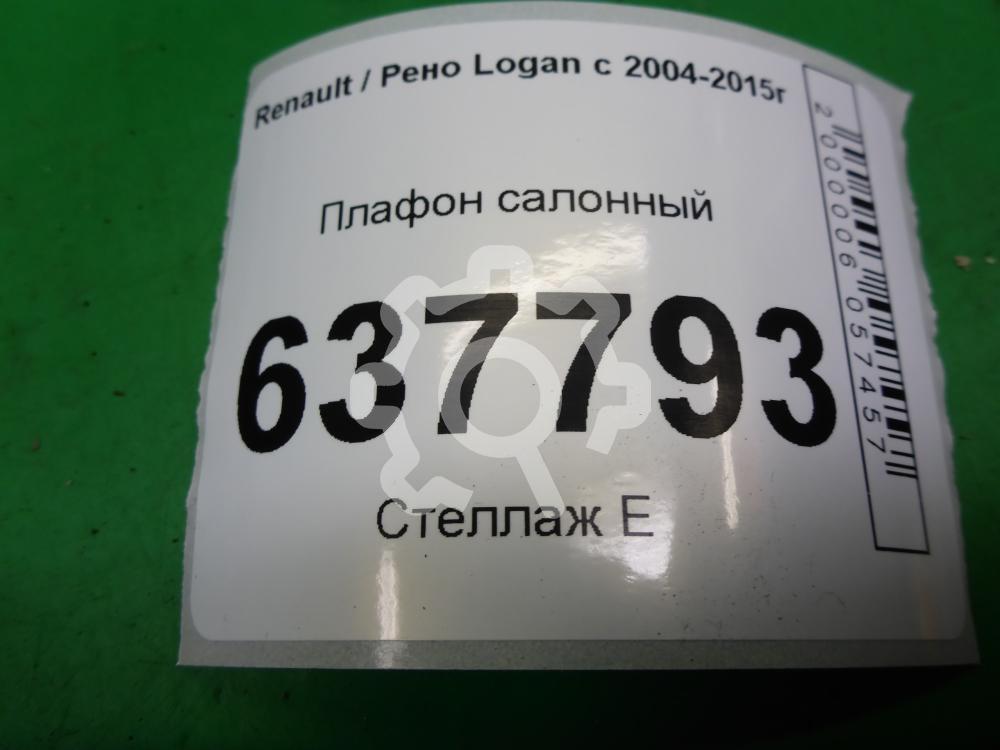 Renault / Рено Logan с 2004-2015г
Плафон салонный
637793
Стеллаж Е
2000006057457